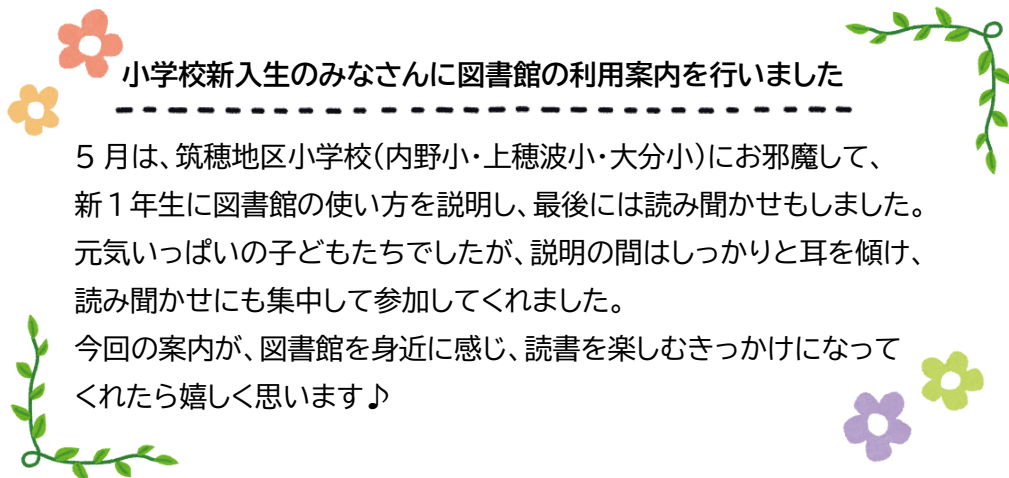 小学校新入生のみなさんに図書館の利用案内を行いました
5月は、筑穂地区小学校(内野小・上穂波小・大分小)にお邪魔して、
新1年生に図書館の使い方を説明し、最後には読み聞かせもしました。
元気いっぱいの子どもたちでしたが、説明の間はしっかりと耳を傾け、
読み聞かせにも集中して参加してくれました。
今回の案内が、図書館を身近に感じ、読書を楽しむきっかけになって
くれたら嬉しく思います♪